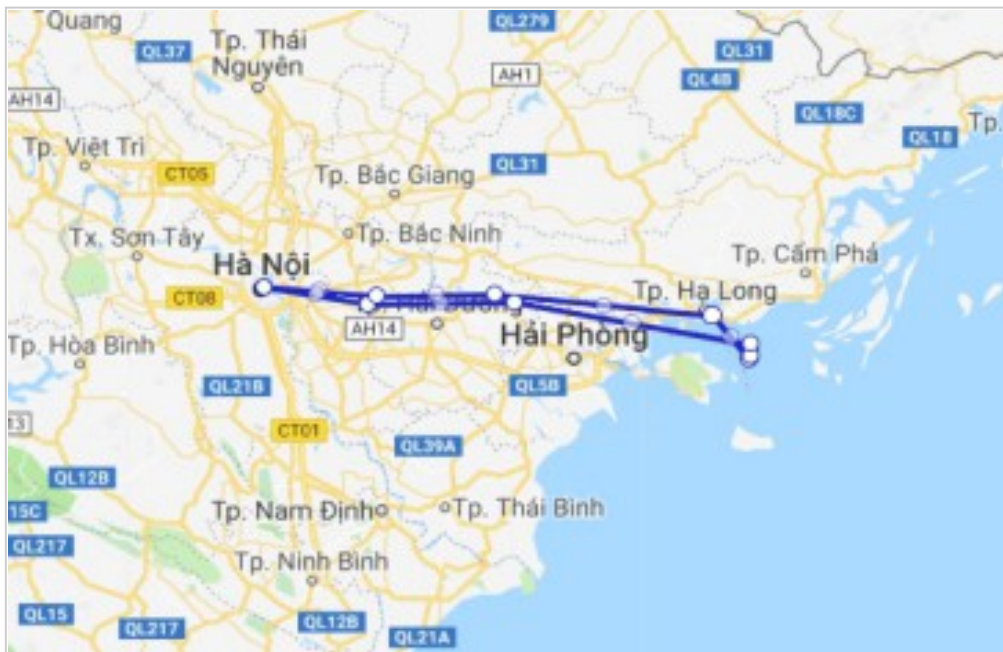 Quang
QL279
QL37
Tp. Thái
Nguyên
QL31
AH1
QL4B
AH14
QL18C
Tp.
QL18
Tp. Việt Trì
QL31
CT05
Tp. Bắc Giang
Tx. Sơn Tây
Tp. Bắc Ninh
Tp. Cẩm Phả
Hà Nội
CT08
Tp. Hạ Long
AH14
Hải Phòng
Tp. Hòa Bình
QL21B
QL5B
13
CT01
QL39A
QL12B
15C
Tp. Nam Định
Tp. Thái Bình
QL217
Tp. Ninh Bình
QL15
QL217
QL12B
QL21A